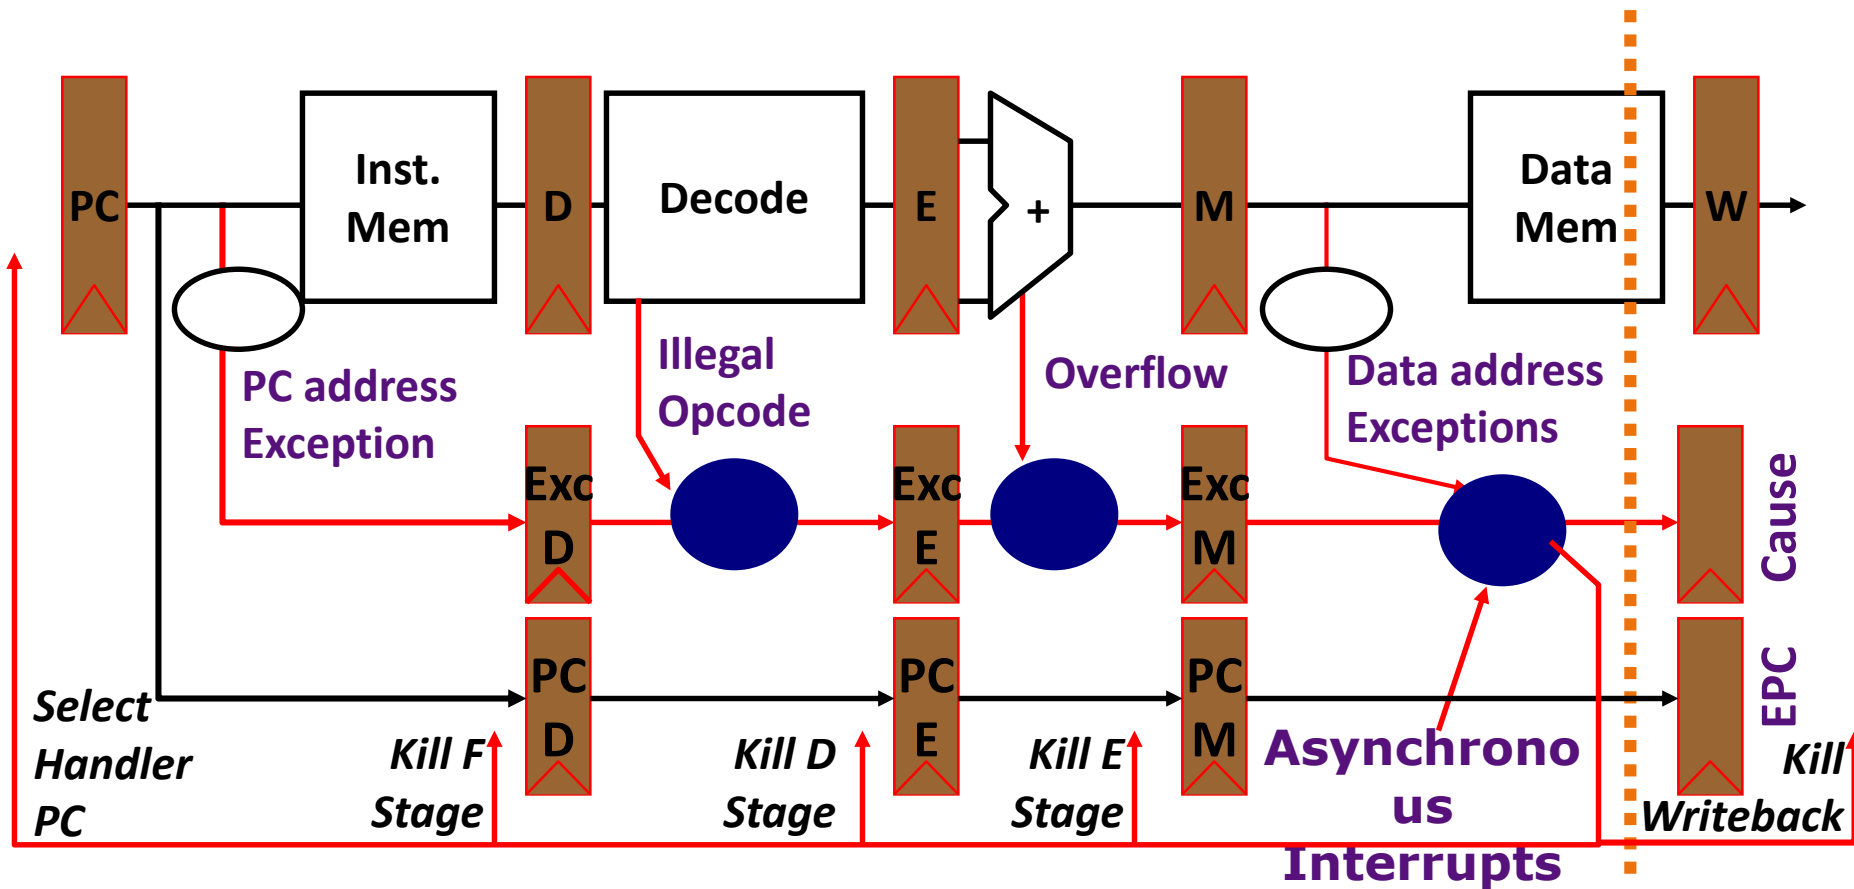 PC
Inst.
Mem
D
Decode
E
+
M
Data
Mem
W
PC address
Exception
Illegal
Opcode
Overflow
Data address
Exceptions
Exc
D
Exc
E
Exc
M
Cause
PC
D
PC
E
PC
M
EPC
Select
Handler
PC
Kill F
Stage
Kill D
Stage
Kill E
Stage
Asynchrono
us
Interrupts
Kill
Writeback